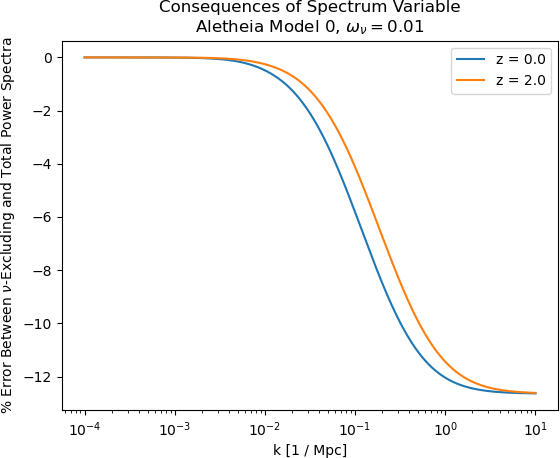 Consequences of Spectrum Variable
Aletheia Model 0, ω_ν = 0.01
% Error Between ν-Excluding and Total Power Spectra
z = 0.0
z = 2.0
0
−2
−4
−6
−8
−10
−12
10⁻⁴
10⁻³
10⁻²
10⁻¹
10⁰
10¹
k [1 / Mpc]